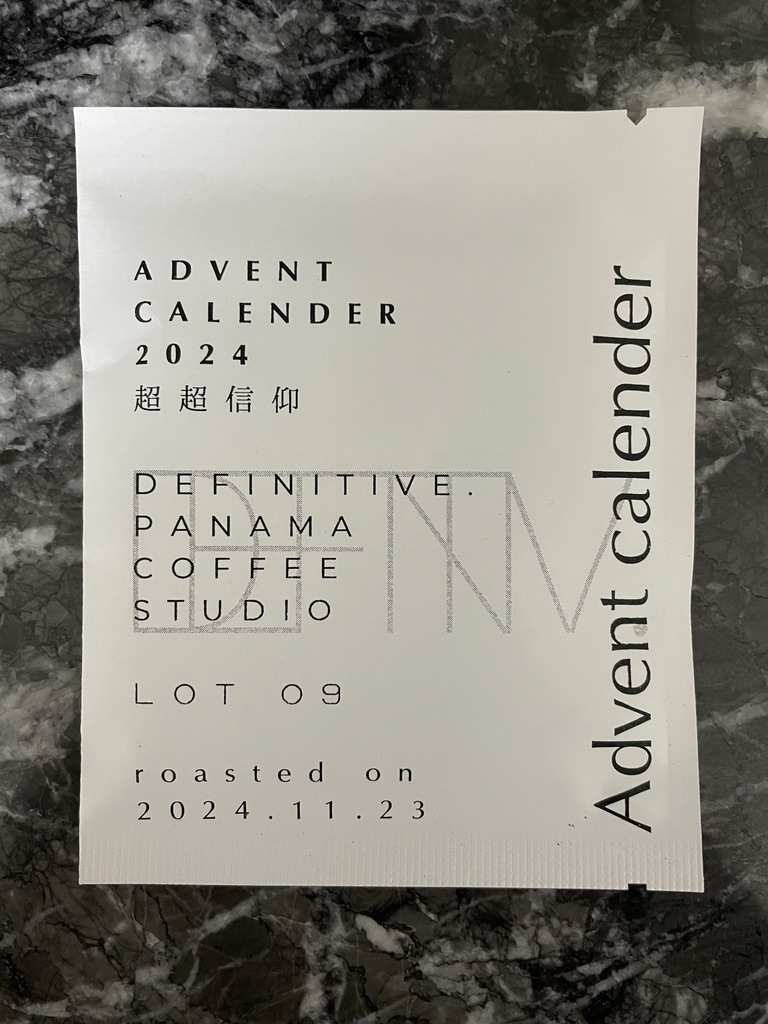 ADVENT
CALENDER
2024
超超信仰
DEFINITIVE.
PANAMA
COFFEE
STUDIO
LOT 09
roasted on
2024.11.23
Advent calender